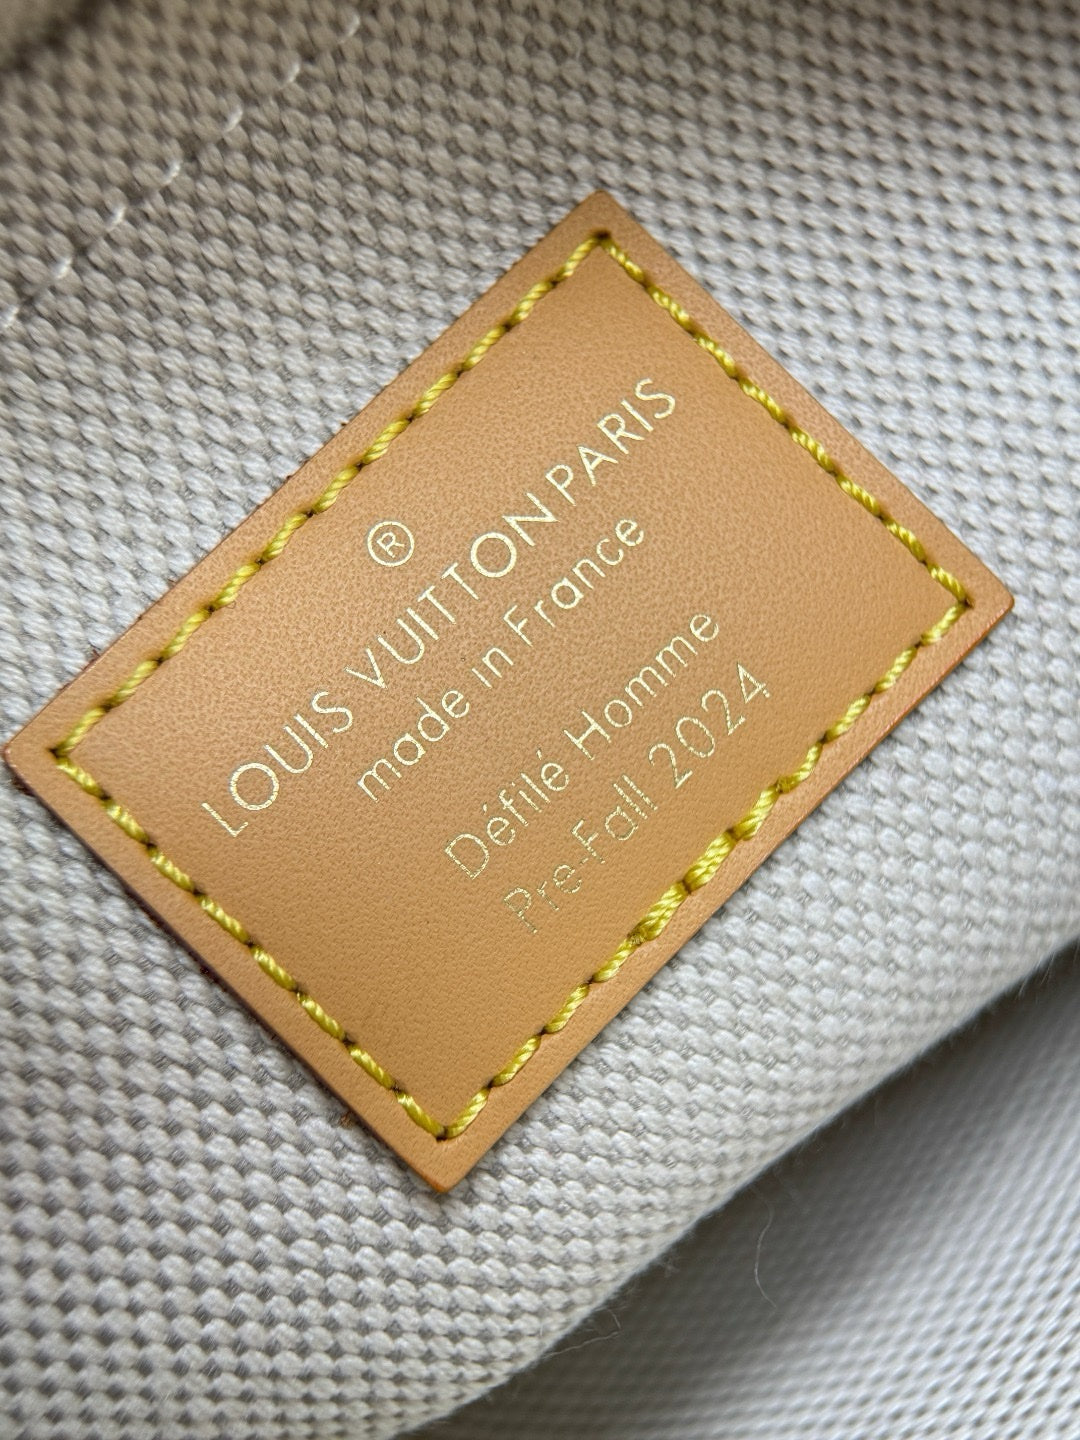 ®
LOUIS VUITTON PARIS
made in France
Défilé Homme
Pre-Fall 2024